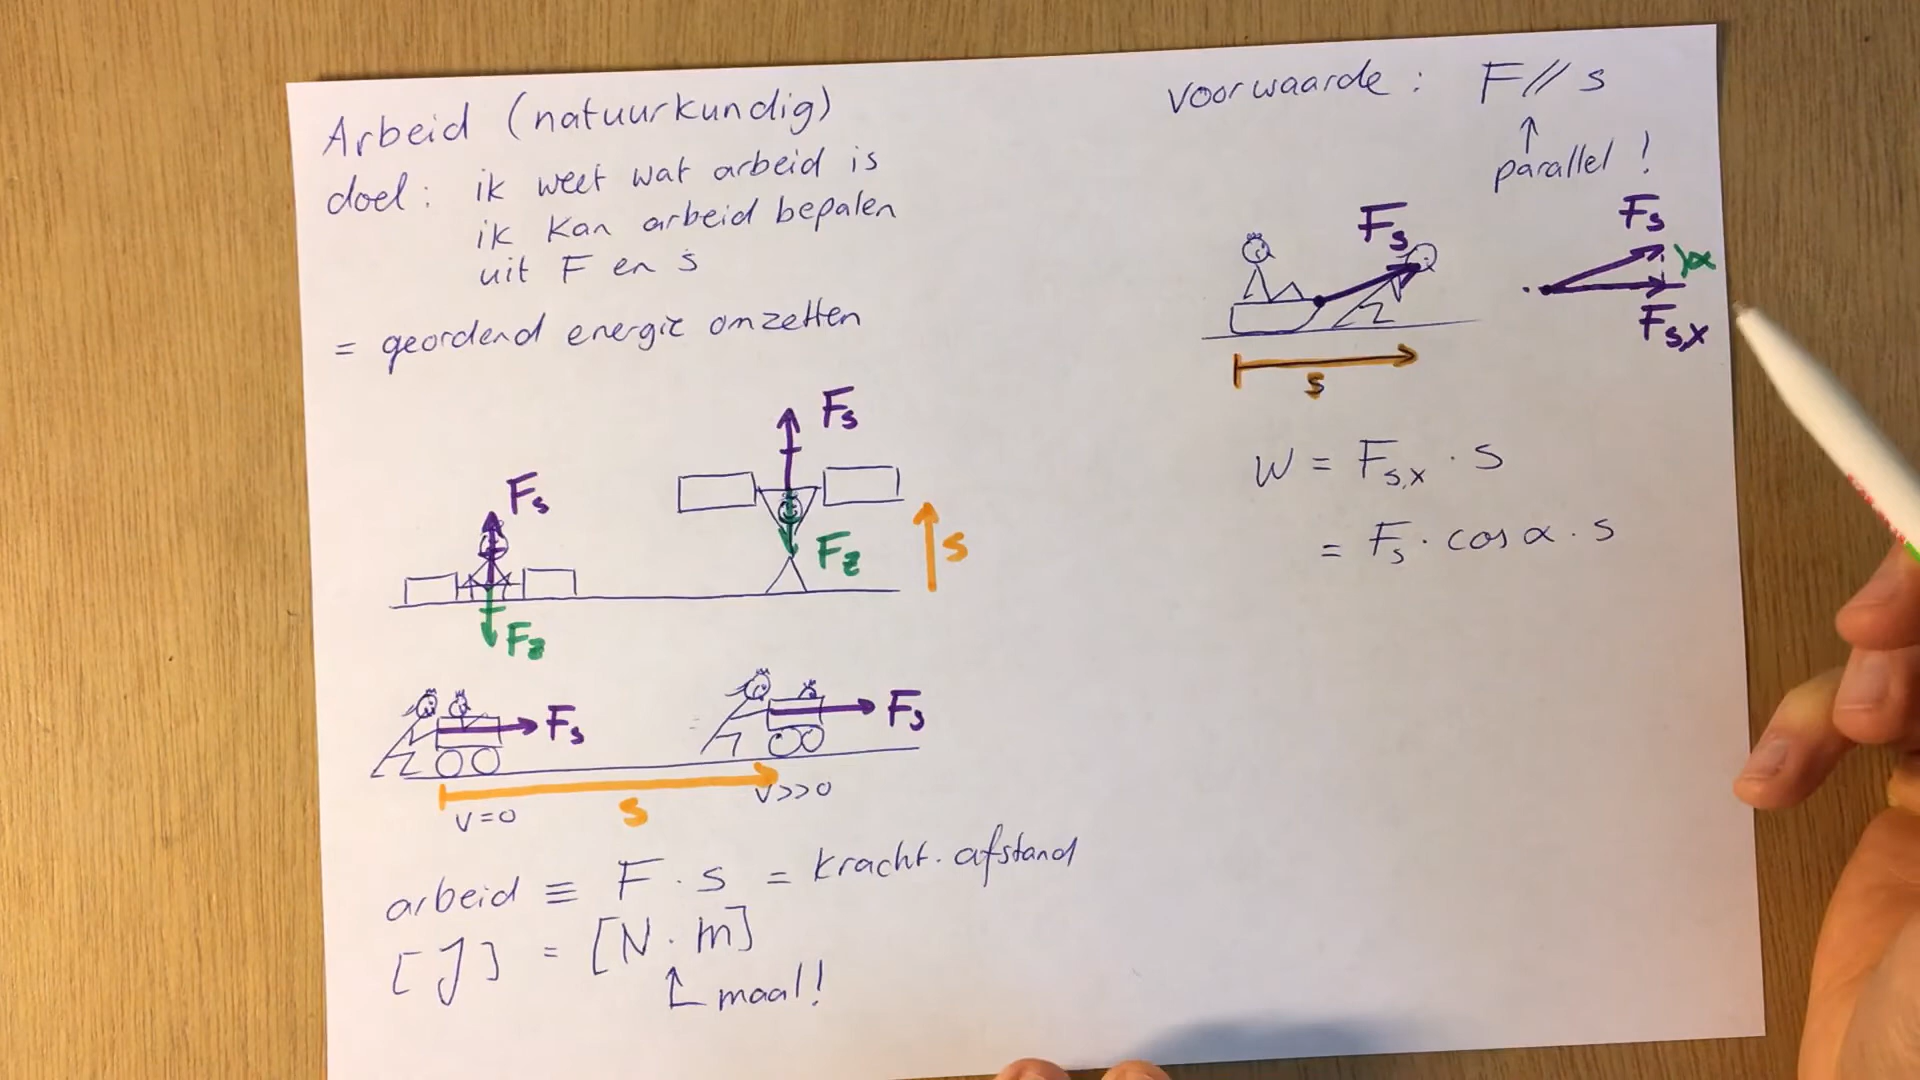 Arbeid (natuurkundig)
doel: ik weet wat arbeid is
ik kan arbeid bepalen
uit F en s
= geordend energie omzetten
Fs
Fs
Fz
s
Fz
Fs
Fs
v=0
s
v>>0
arbeid ≡ F · s = kracht · afstand
[J] = [N · m]
maal!
voorwaarde: F // s
parallel!
Fs
Fs
α
Fs,x
s
W = Fs,x · s
= Fs · cos α · s